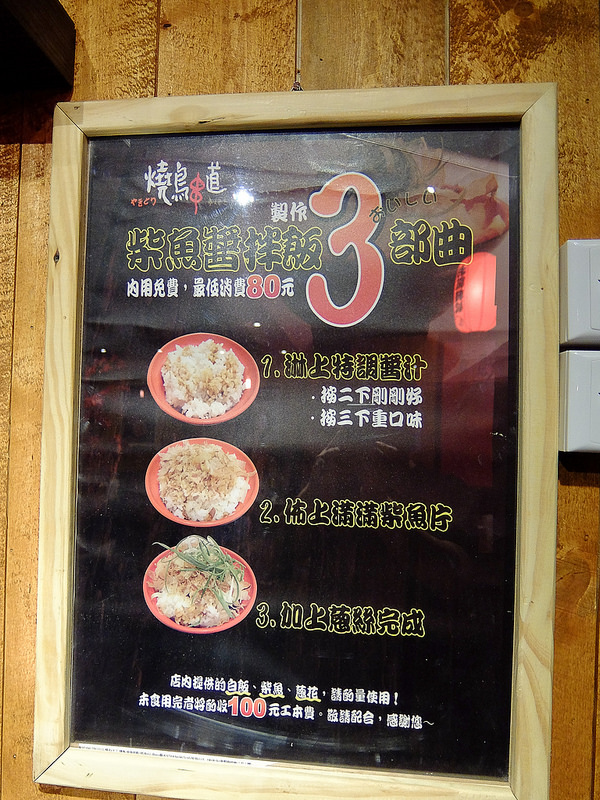 燒鳥串道
やきとり
おいしい
製作
柴魚醬拌飯3部曲
內用免費，最低消費80元
1.淋上特調醬汁
·按二下剛剛好
·按三下重口味
2.佈上滿滿柴魚片
3.加上蔥絲完成
店內提供的白飯、柴魚、蔥花，請酌量使用！
未食用完者將酌收100元工本費。敬請配合，感謝您~